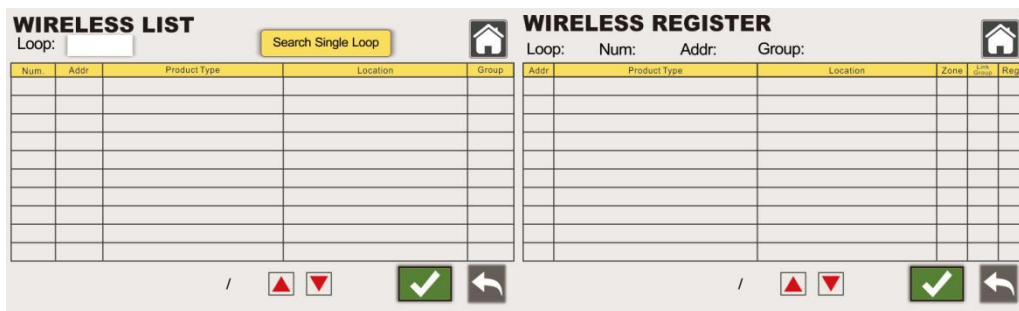 WIRELESS LIST
Loop:
Search Single Loop
Num. Addr Product Type Location Group
/
WIRELESS REGISTER
Loop: Num: Addr: Group:
Addr Product Type Location Zone Link Group Reg
/